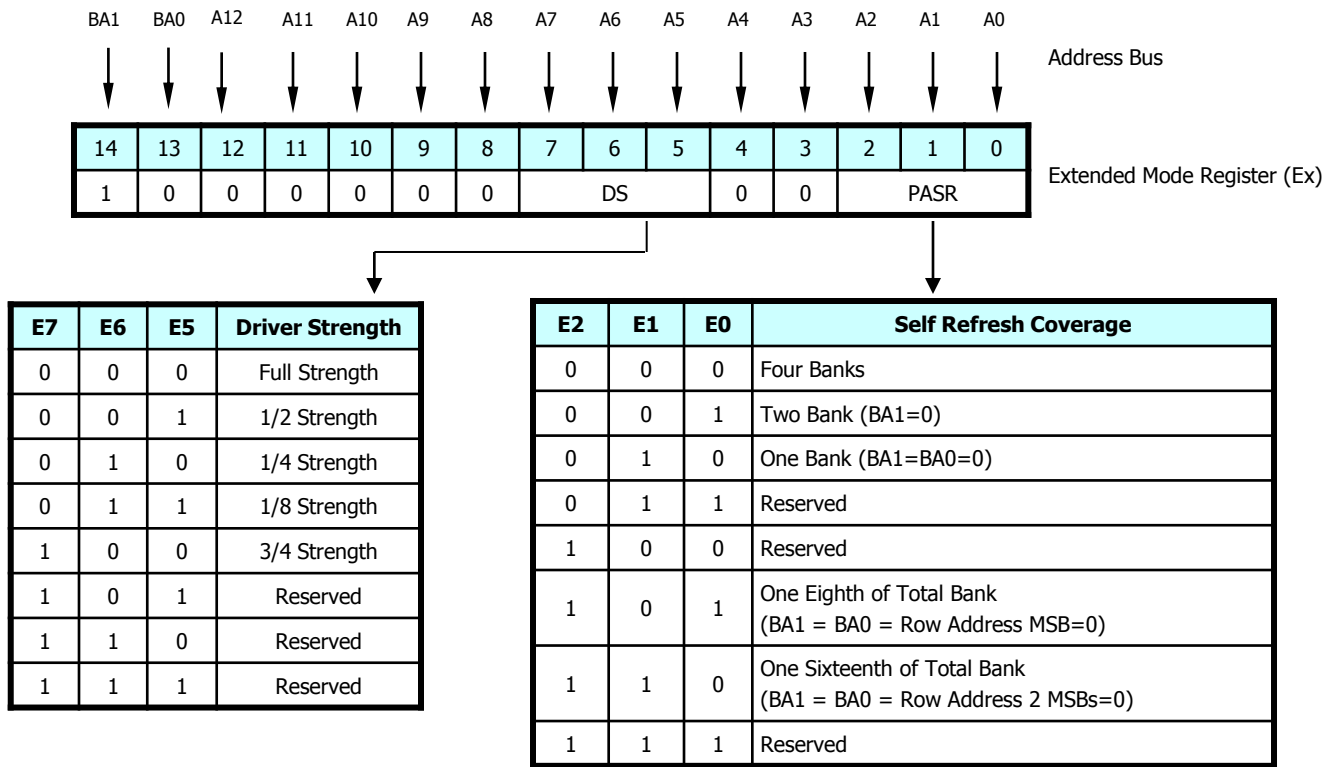 BA1 BA0 A12 A11 A10 A9 A8 A7 A6 A5 A4 A3 A2 A1 A0
Address Bus
14 13 12 11 10 9 8 7 6 5 4 3 2 1 0
1 0 0 0 0 0 0 DS 0 0 PASR
Extended Mode Register (Ex)
E7 E6 E5 Driver Strength
0 0 0 Full Strength
0 0 1 1/2 Strength
0 1 0 1/4 Strength
0 1 1 1/8 Strength
1 0 0 3/4 Strength
1 0 1 Reserved
1 1 0 Reserved
1 1 1 Reserved
E2 E1 E0 Self Refresh Coverage
0 0 0 Four Banks
0 0 1 Two Bank (BA1=0)
0 1 0 One Bank (BA1=BA0=0)
0 1 1 Reserved
1 0 0 Reserved
1 0 1 One Eighth of Total Bank
(BA1 = BA0 = Row Address MSB=0)
1 1 0 One Sixteenth of Total Bank
(BA1 = BA0 = Row Address 2 MSBs=0)
1 1 1 Reserved